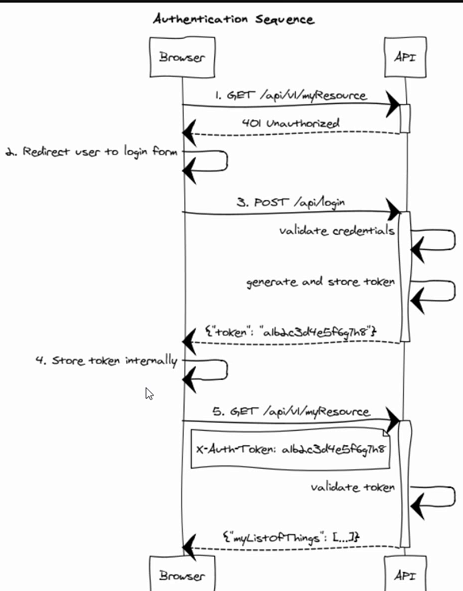 Authentication Sequence
Browser
API
1. GET /api/v1/myResource
401 Unauthorized
2. Redirect user to login form
3. POST /api/login
validate credentials
generate and store token
{"token": "a1b2c3d4e5f6g7h8"}
4. Store token internally
5. GET /api/v1/myResource
X-Auth-Token: a1b2c3d4e5f6g7h8
validate token
{"myListOfThings": [...]}
Browser
API